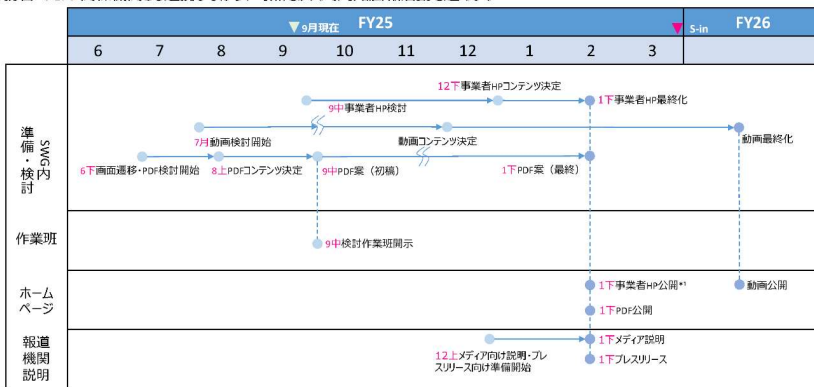 9月現在
FY25
S-in
FY26
6 7 8 9 10 11 12 1 2 3
SWG内
準備・検討
12下事業者HPコンテンツ決定
9中事業者HP検討
1下事業者HP最終化
7月動画検討開始
動画コンテンツ決定
動画最終化
6下画面遷移・PDF検討開始
8上PDFコンテンツ決定
9中PDF案（初稿）
1下PDF案（最終）
作業班
9中検討作業班開示
ホーム
ページ
1下事業者HP公開*¹
動画公開
1下PDF公開
報道
機関
説明
12上メディア向け説明・プレ
スリリース向け準備開始
1下メディア説明
1下プレスリリース